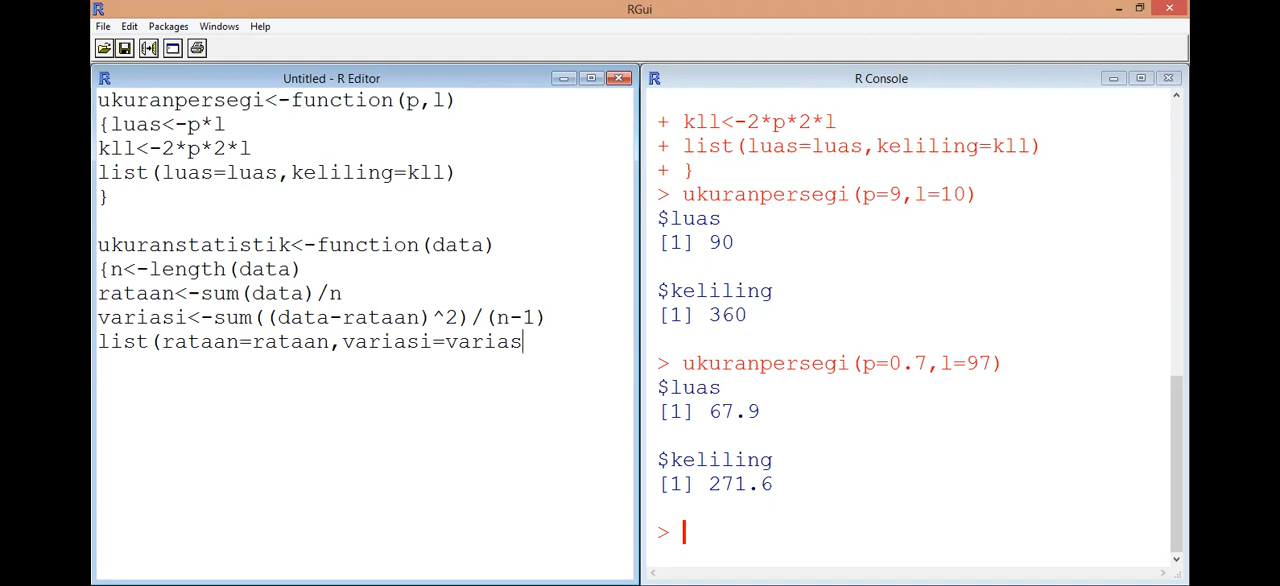 RGui
File Edit Packages Windows Help
Untitled - R Editor
ukuranpersegi<-function(p,l)
{luas<-p*l
kll<-2*p*2*l
list(luas=luas,keliling=kll)
}
ukuranstatistik<-function(data)
{n<-length(data)
rataan<-sum(data)/n
variasi<-sum((data-rataan)^2)/(n-1)
list(rataan=rataan,variasi=varias
R Console
+ kll<-2*p*2*l
+ list(luas=luas,keliling=kll)
+ }
> ukuranpersegi(p=9,l=10)
$luas
[1] 90
$keliling
[1] 360
> ukuranpersegi(p=0.7,l=97)
$luas
[1] 67.9
$keliling
[1] 271.6
>